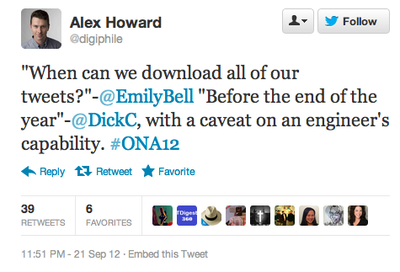 Alex Howard
@digiphile
Follow
"When can we download all of our
tweets?"-@EmilyBell "Before the end of the
year"-@DickC, with a caveat on an engineer's
capability. #ONA12
Reply Retweet Favorite
39 6
RETWEETS FAVORITES
TDigest
360
11:51 PM - 21 Sep 12 · Embed this Tweet